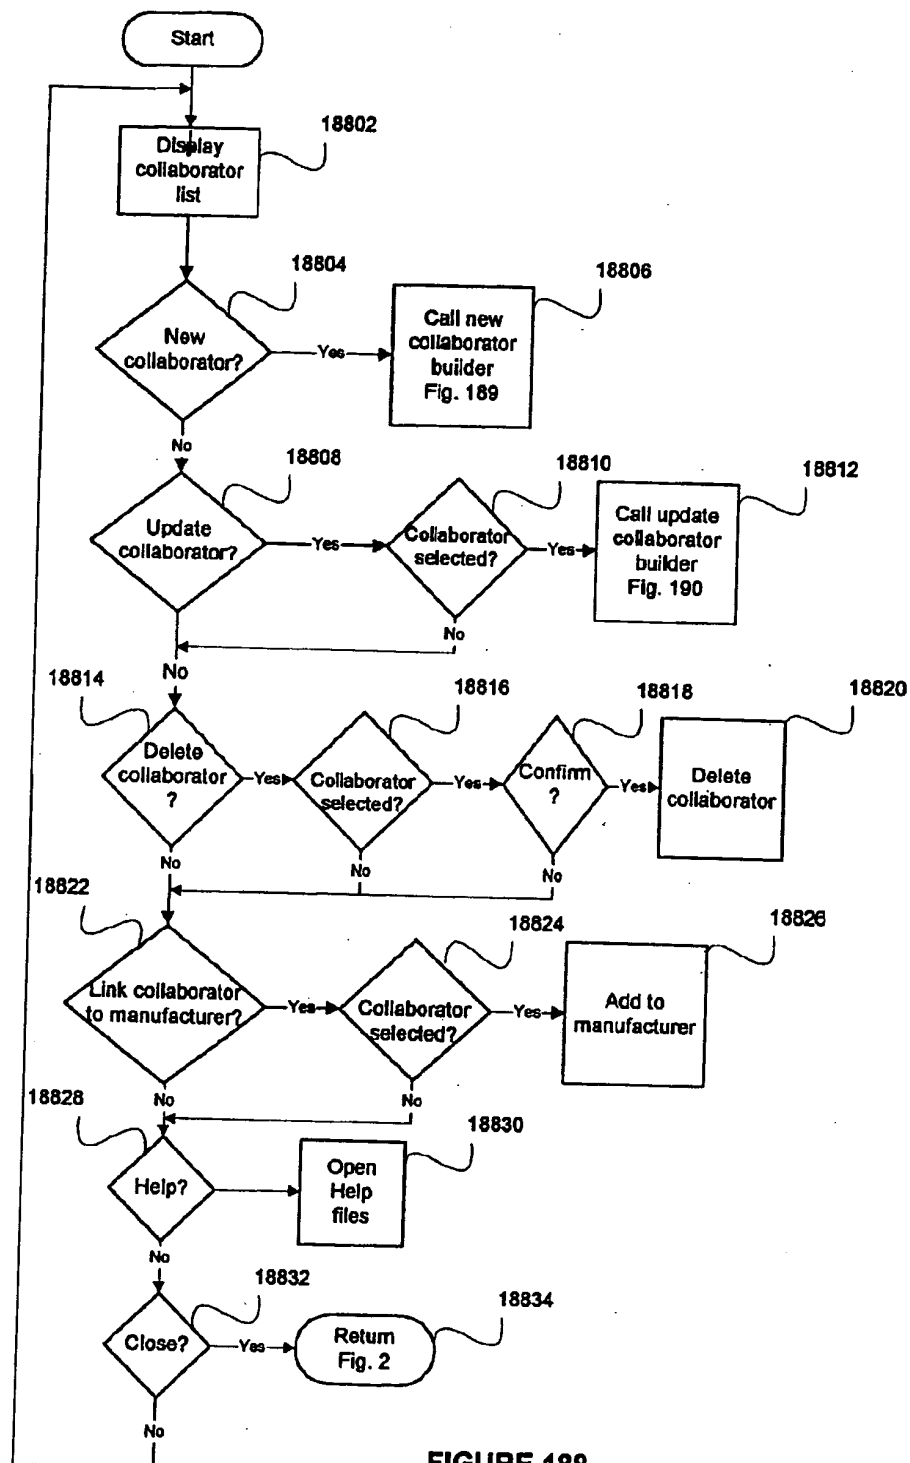 Start
18802
Display
collaborator
list
18804
New
collaborator?
Yes
18806
Call new
collaborator
builder
Fig. 189
No
18808
Update
collaborator?
Yes
18810
Collaborator
selected?
Yes
18812
Call update
collaborator
builder
Fig. 190
No
No
18814
Delete
collaborator
?
Yes
18816
Collaborator
selected?
Yes
18818
Confirm
?
Yes
18820
Delete
collaborator
No
No
No
18822
Link collaborator
to manufacturer?
Yes
18824
Collaborator
selected?
Yes
18826
Add to
manufacturer
No
No
18828
Help?
18830
Open
Help
files
No
18832
Close?
Yes
18834
Return
Fig. 2
No
FIGURE 188